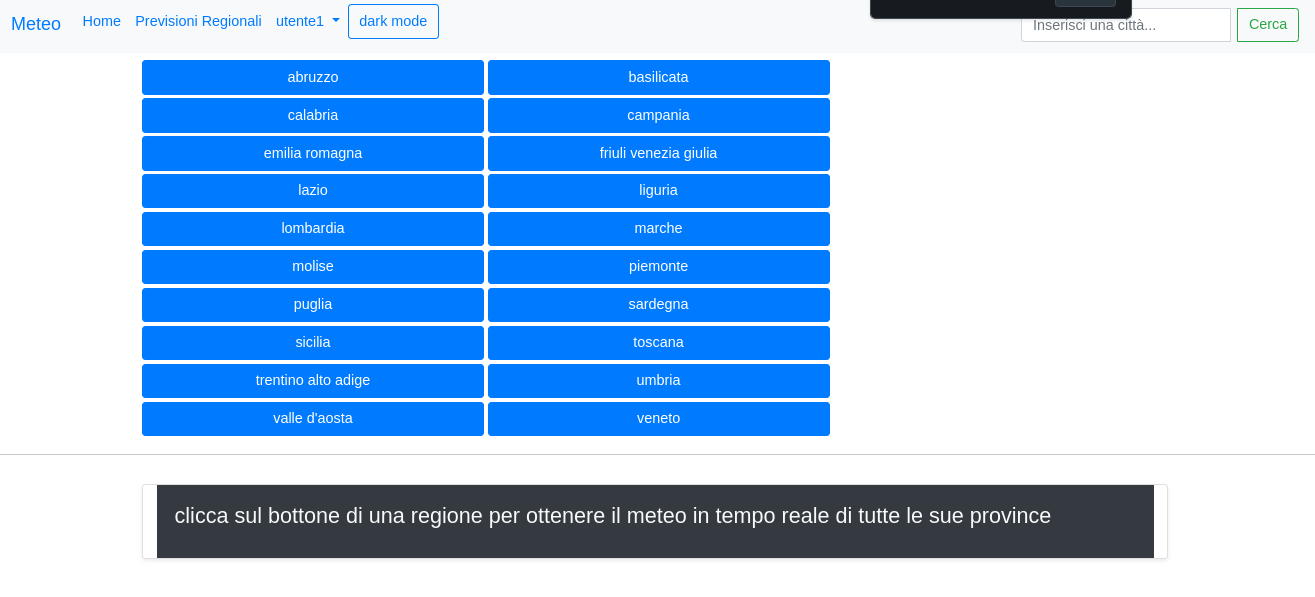 Meteo Home Previsioni Regionali utente1 dark mode Inserisci una città... Cerca
abruzzo basilicata
calabria campania
emilia romagna friuli venezia giulia
lazio liguria
lombardia marche
molise piemonte
puglia sardegna
sicilia toscana
trentino alto adige umbria
valle d'aosta veneto
clicca sul bottone di una regione per ottenere il meteo in tempo reale di tutte le sue province